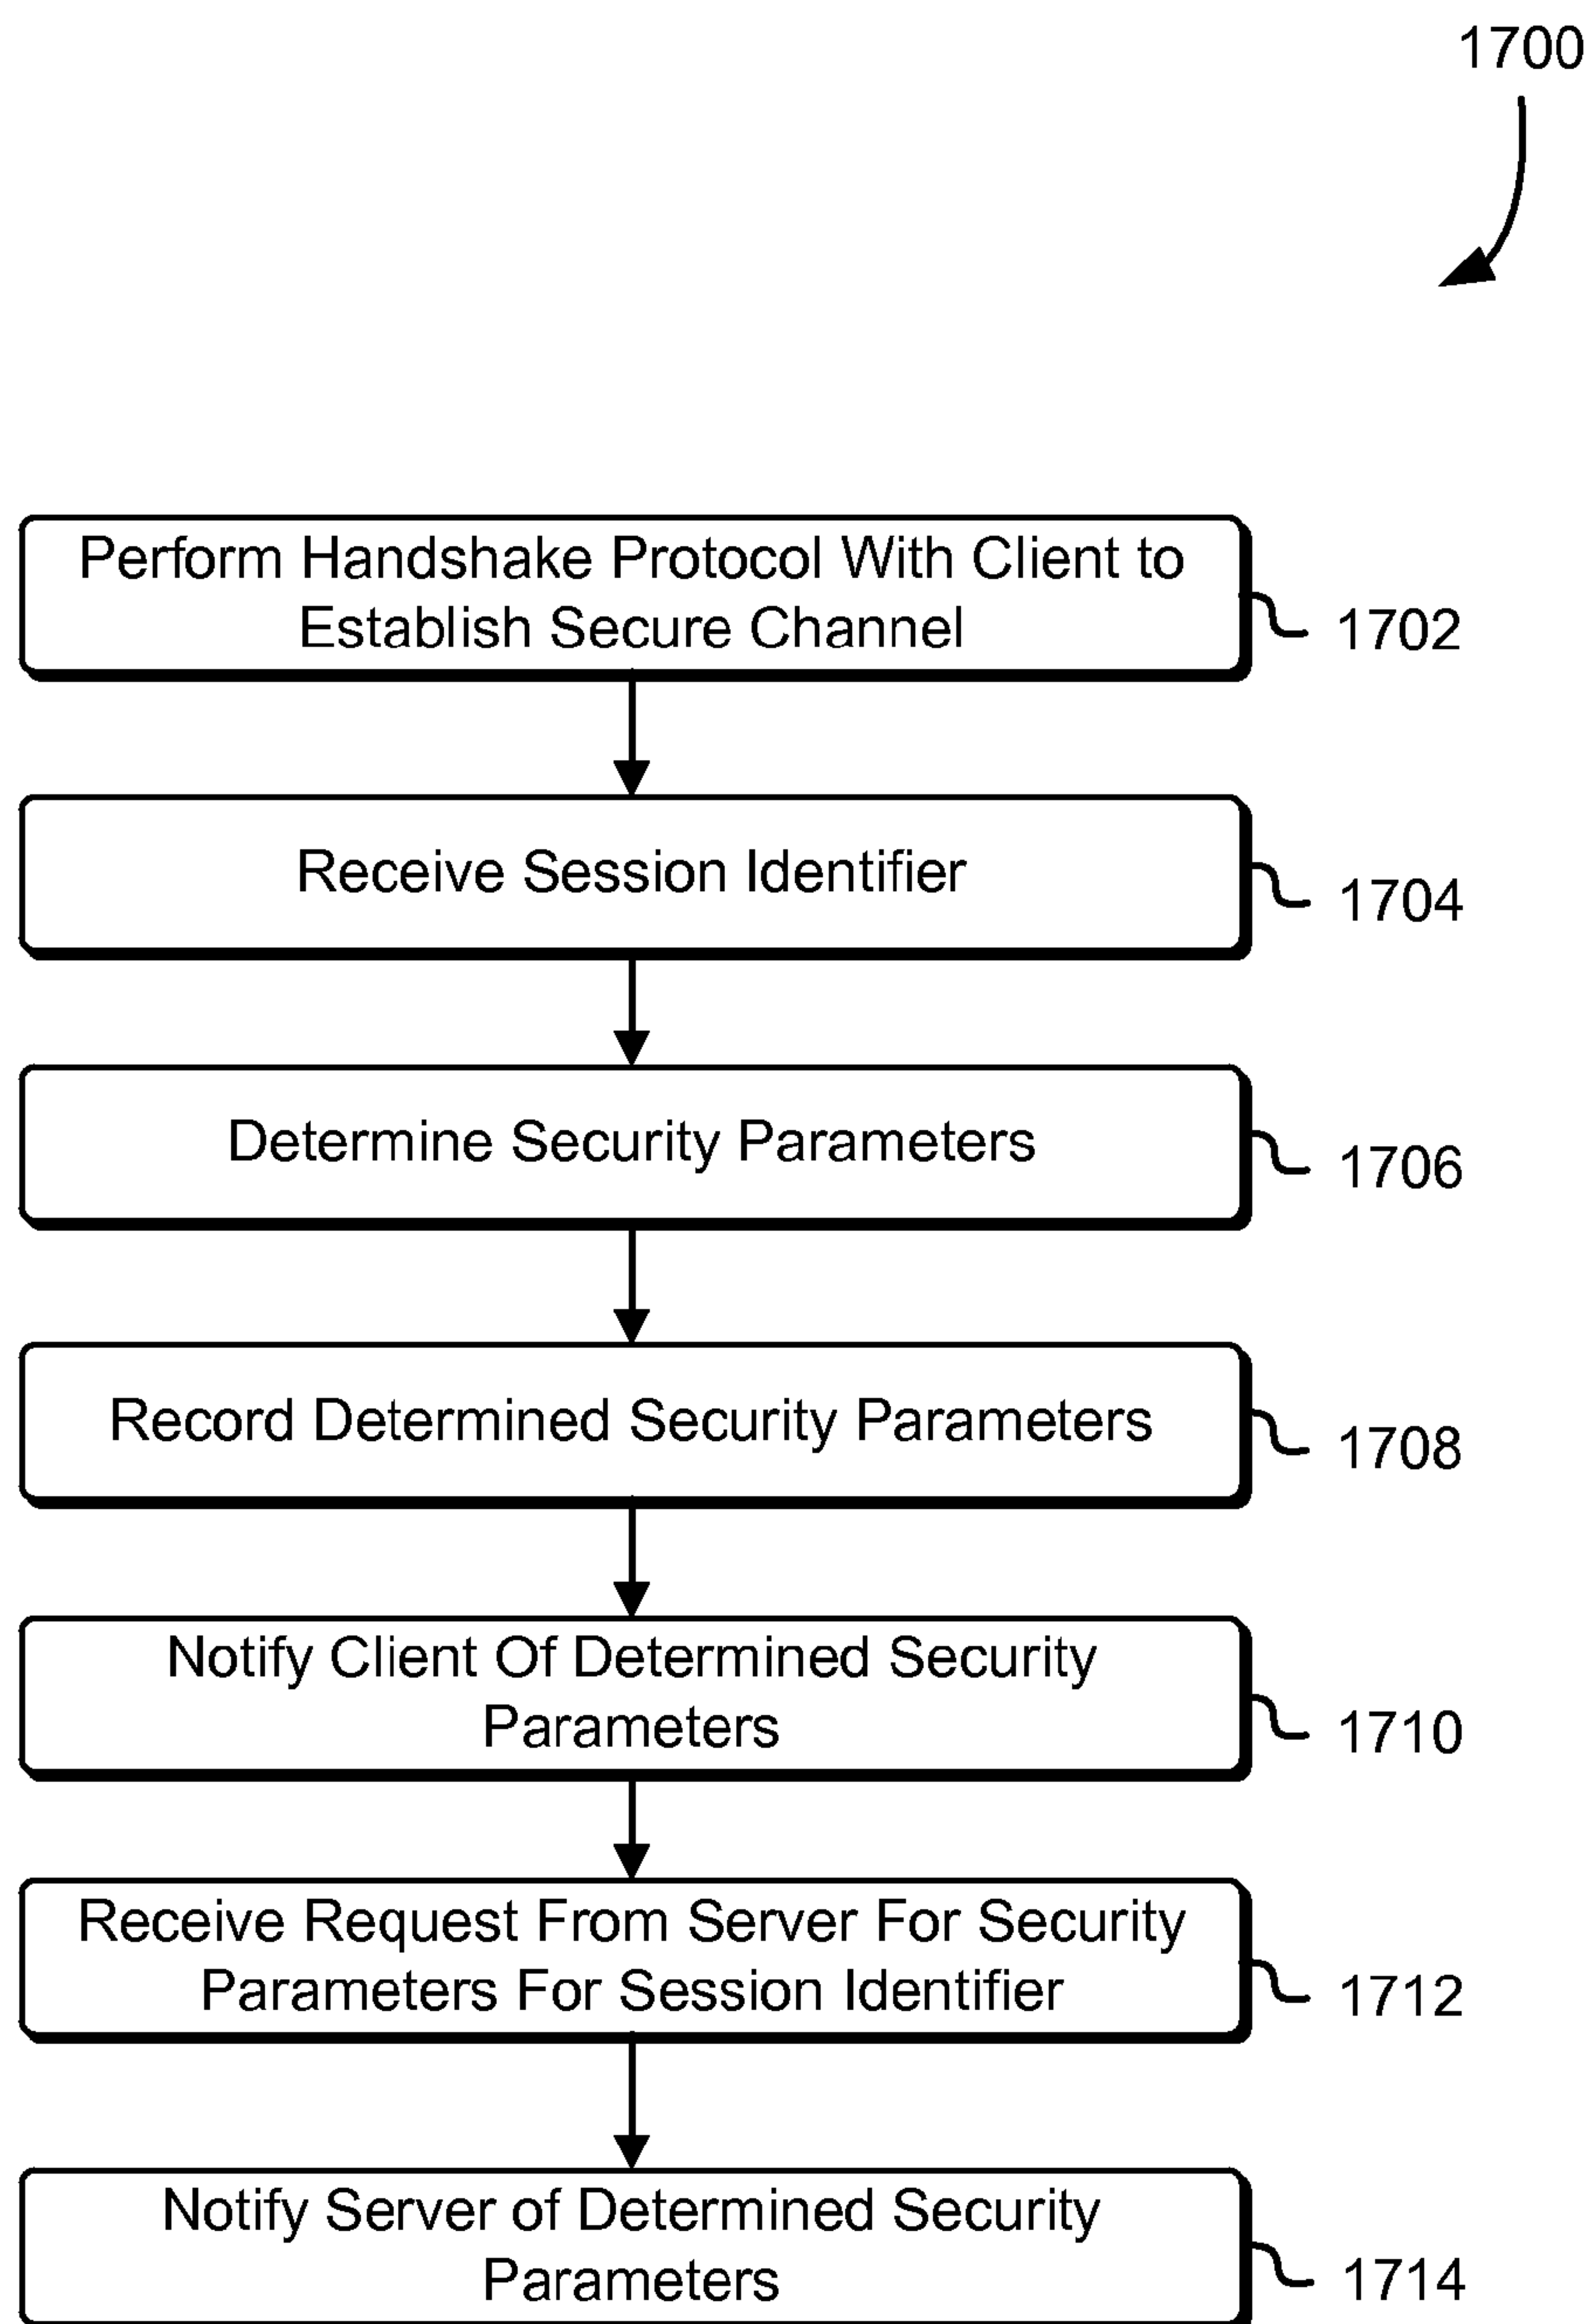 1700
Perform Handshake Protocol With Client to
Establish Secure Channel
1702
Receive Session Identifier
1704
Determine Security Parameters
1706
Record Determined Security Parameters
1708
Notify Client Of Determined Security
Parameters
1710
Receive Request From Server For Security
Parameters For Session Identifier
1712
Notify Server of Determined Security
Parameters
1714